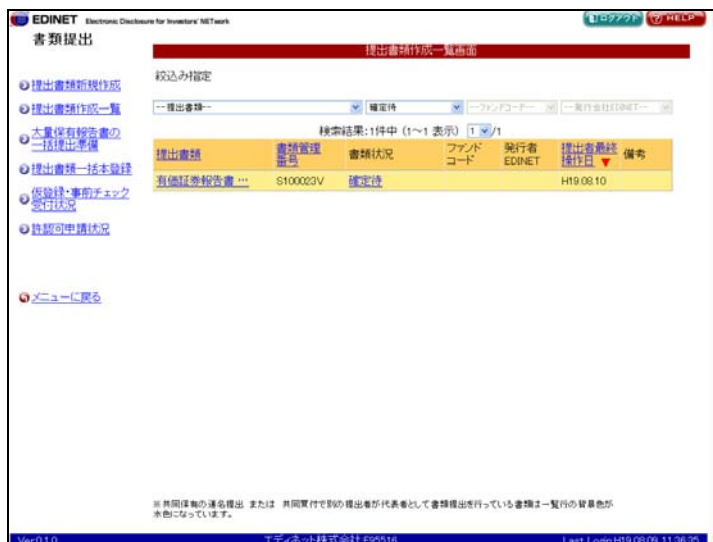 EDINET Electronic Disclosure for Investors' NETwork
ログアウト HELP
書類提出
提出書類作成一覧画面
絞込み指定
提出書類新規作成
提出書類作成一覧
大量保有報告書の
一括提出準備
提出書類一括本登録
仮登録・事前チェック
受付状況
許認可申請状況
メニューに戻る
--提出書類-- 確定待 --ファンドコード-- --発行会社EDINET--
検索結果:1件中 (1～1 表示) 1 /1
提出書類 書類管理番号 書類状況 ファンドコード 発行者EDINET 提出者最終操作日 ▼ 備考
有価証券報告書 … S100023V 確定待 H19.08.10
※共同保有の連名提出 または 共同買付で別の提出者が代表者として書類提出を行っている書類は一覧行の背景色が
水色になっています。
Ver.0.1.0 エディネット株式会社 E95516 Last Login:H19.08.09 11:36:35